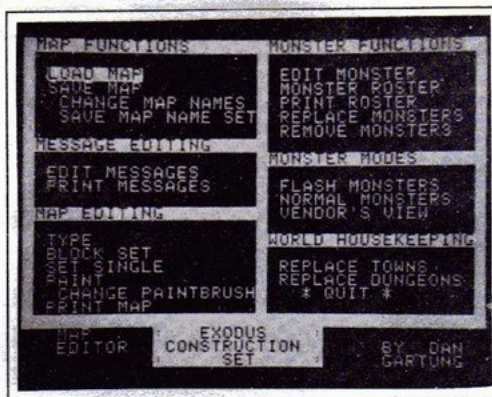 MAP FUNCTIONS
LOAD MAP
SAVE MAP
CHANGE MAP NAMES
SAVE MAP NAME SET
MESSAGE EDITING
EDIT MESSAGES
PRINT MESSAGES
MAP EDITING
TYPE
BLOCK SET
SET SINGLE
PAINT
CHANGE PAINTBRUSH
PRINT MAP
MONSTER FUNCTIONS
EDIT MONSTER
MONSTER ROSTER
PRINT ROSTER
REPLACE MONSTERS
REMOVE MONSTERS
MONSTER MODES
FLASH MONSTERS
NORMAL MONSTERS
VENDOR'S VIEW
WORLD HOUSEKEEPING
REPLACE TOWNS
REPLACE DUNGEONS
* QUIT *
MAP
EDITOR
EXODUS
CONSTRUCTION
SET
BY DAN
GARTUNG